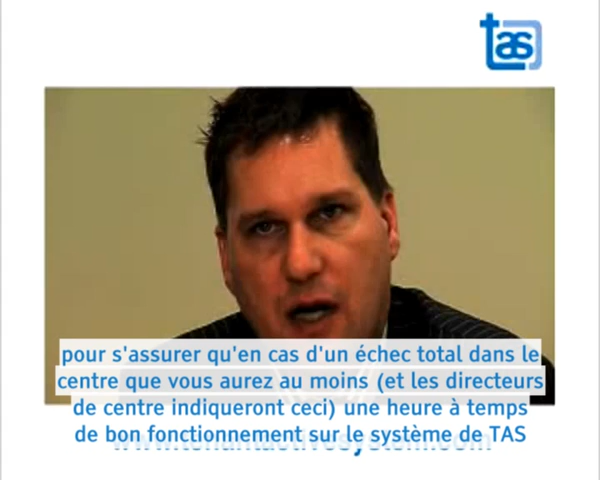 tas
pour s'assurer qu'en cas d'un échec total dans le
centre que vous aurez au moins (et les directeurs
de centre indiqueront ceci) une heure à temps
de bon fonctionnement sur le système de TAS